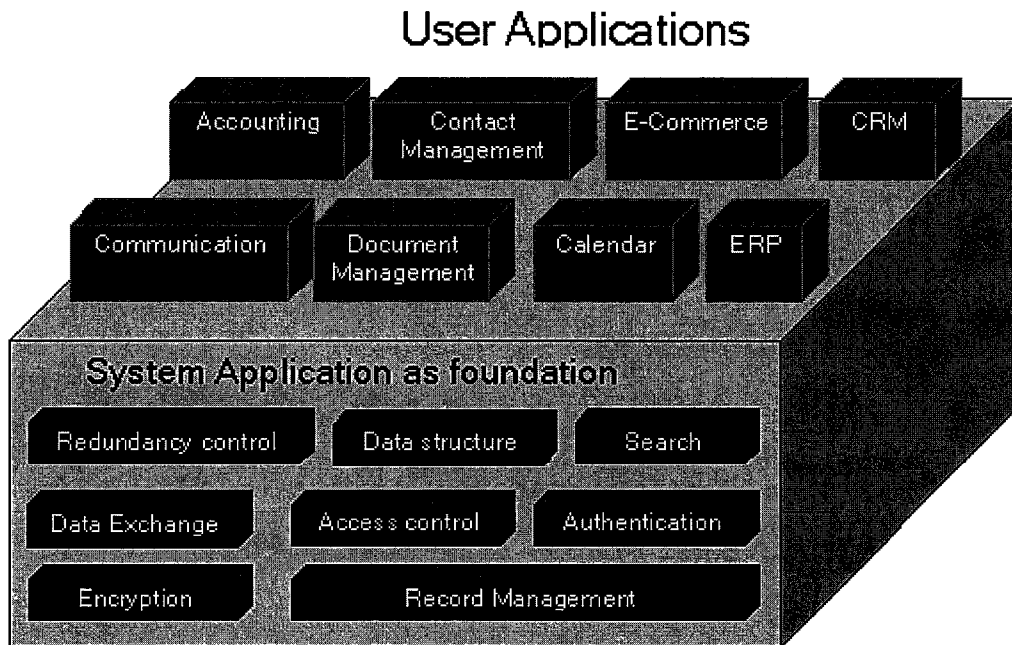 User Applications
Accounting
Contact
Management
E-Commerce
CRM
Communication
Document
Management
Calendar
ERP
System Application as foundation
Redundancy control
Data structure
Search
Data Exchange
Access control
Authentication
Encryption
Record Management